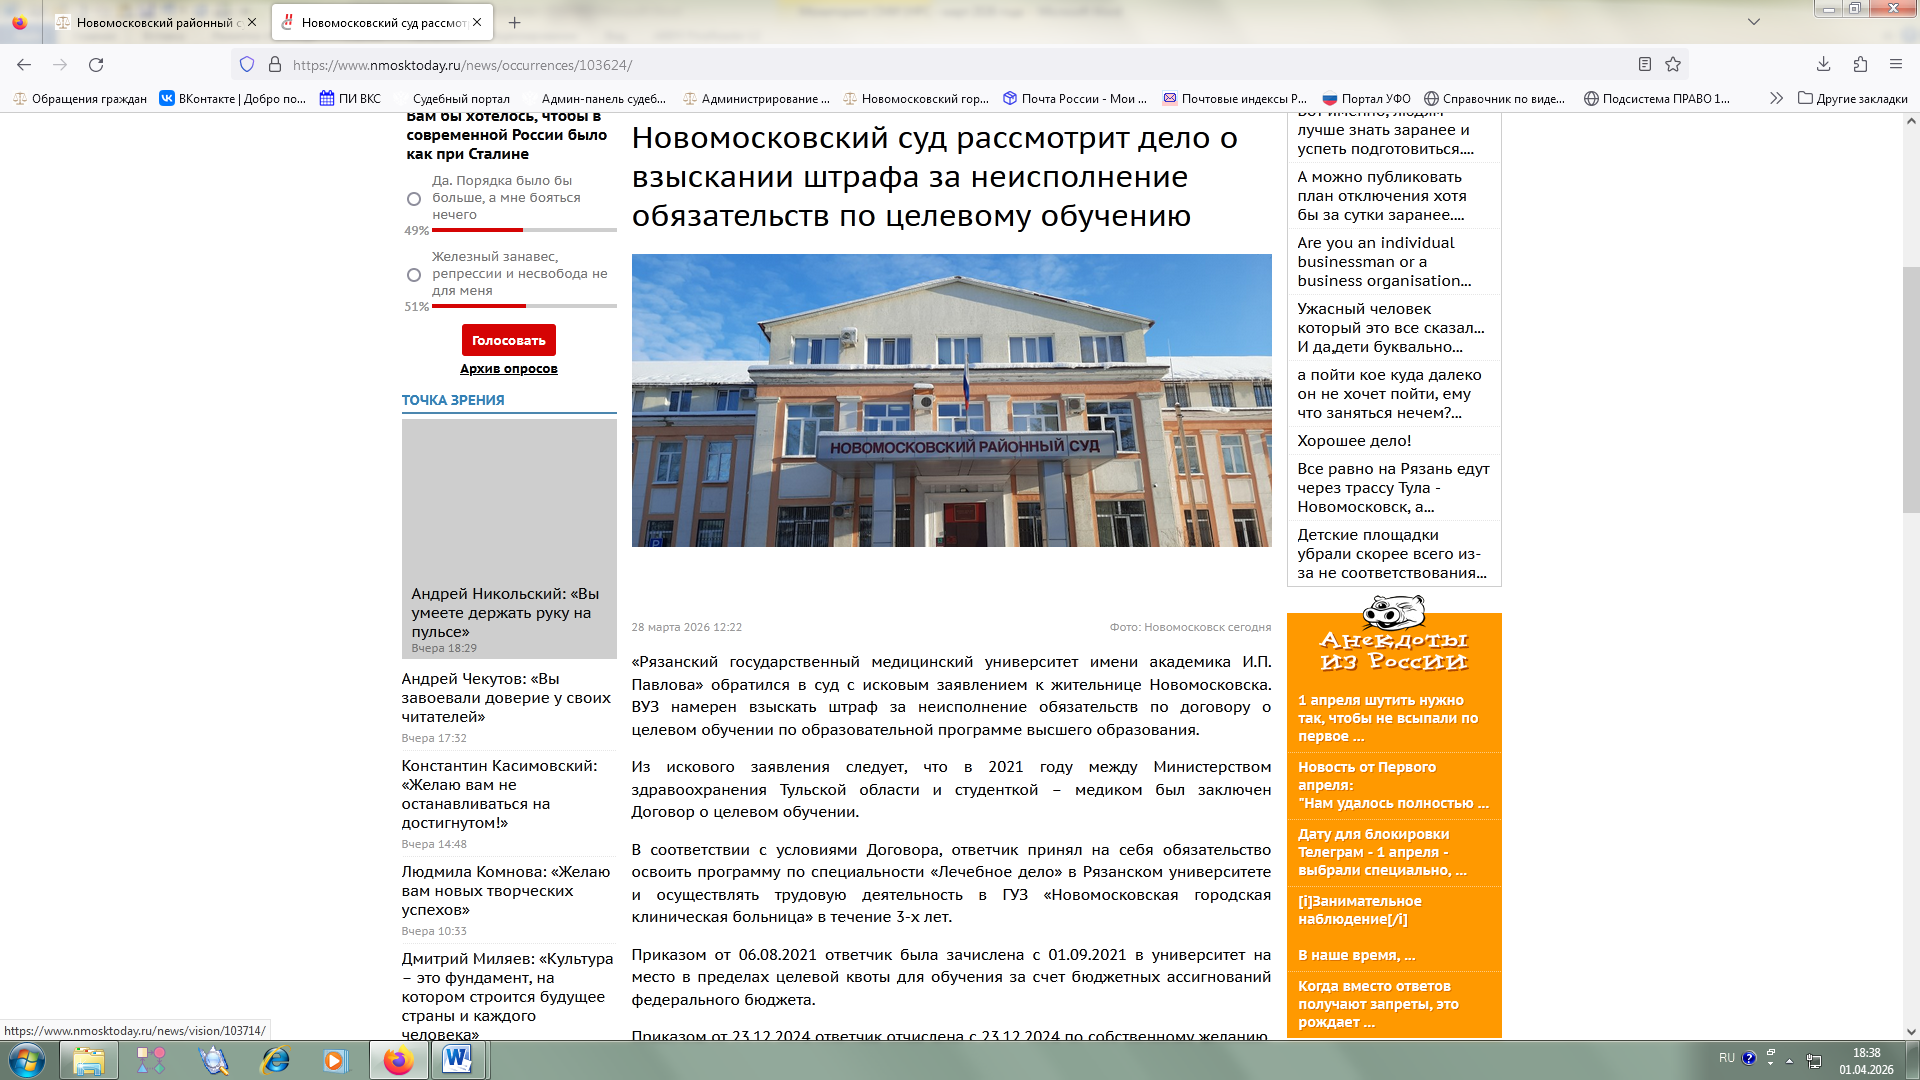 Новомосковский районный с
Новомосковский суд рассмотр
https://www.nmosktoday.ru/news/occurrences/103624/
Обращения граждан
ВКонтакте | Добро по...
ПИ ВКС
Судебный портал
Админ-панель судеб...
Администрирование ...
Новомосковский гор...
Почта России - Мои ...
Почтовые индексы Р...
Портал УФО
Справочник по виде...
Подсистема ПРАВО 1...
Другие закладки
Вам бы хотелось, чтобы в
современной России было
как при Сталине
Да. Порядка было бы
больше, а мне бояться
нечего
49%
Железный занавес,
репрессии и несвобода не
для меня
51%
Голосовать
Архив опросов
ТОЧКА ЗРЕНИЯ
Андрей Никольский: «Вы
умеете держать руку на
пульсе»
Вчера 18:29
Андрей Чекутов: «Вы
завоевали доверие у своих
читателей»
Вчера 17:32
Константин Касимовский:
«Желаю вам не
останавливаться на
достигнутом!»
Вчера 14:48
Людмила Комнова: «Желаю
вам новых творческих
успехов»
Вчера 10:33
Дмитрий Миляев: «Культура
– это фундамент, на
котором строится будущее
страны и каждого
человека»
Новомосковский суд рассмотрит дело о
взыскании штрафа за неисполнение
обязательств по целевому обучению
НОВОМОСКОВСКИЙ РАЙОННЫЙ СУД
28 марта 2026 12:22
Фото: Новомосковск сегодня
«Рязанский государственный медицинский университет имени академика И.П.
Павлова» обратился в суд с исковым заявлением к жительнице Новомосковска.
ВУЗ намерен взыскать штраф за неисполнение обязательств по договору о
целевом обучении по образовательной программе высшего образования.
Из искового заявления следует, что в 2021 году между Министерством
здравоохранения Тульской области и студенткой – медиком был заключен
Договор о целевом обучении.
В соответствии с условиями Договора, ответчик принял на себя обязательство
освоить программу по специальности «Лечебное дело» в Рязанском университете
и осуществлять трудовую деятельность в ГУЗ «Новомосковская городская
клиническая больница» в течение 3-х лет.
Приказом от 06.08.2021 ответчик была зачислена с 01.09.2021 в университет на
место в пределах целевой квоты для обучения за счет бюджетных ассигнований
федерального бюджета.
Приказом от 23.12.2024 ответчик отчислена с 23.12.2024 по собственному желанию.
Вот именно, людям
лучше знать заранее и
успеть подготовиться....
А можно публиковать
план отключения хотя
бы за сутки заранее....
Are you an individual
businessman or a
business organisation...
Ужасный человек
который это все сказал...
И да,дети буквально...
а пойти кое куда далеко
он не хочет пойти, ему
что заняться нечем?...
Хорошее дело!
Все равно на Рязань едут
через трассу Тула -
Новомосковск, а...
Детские площадки
убрали скорее всего из-
за не соответствования...
Анекдоты
из России
1 апреля шутить нужно
так, чтобы не всыпали по
первое ...
Новость от Первого
апреля:
"Нам удалось полностью ...
Дату для блокировки
Телеграм - 1 апреля -
выбрали специально, ...
[i]Занимательное
наблюдение[/i]
В наше время, ...
Когда вместо ответов
получают запреты, это
рождает ...
https://www.nmosktoday.ru/news/vision/103714/
RU
18:38
01.04.2026